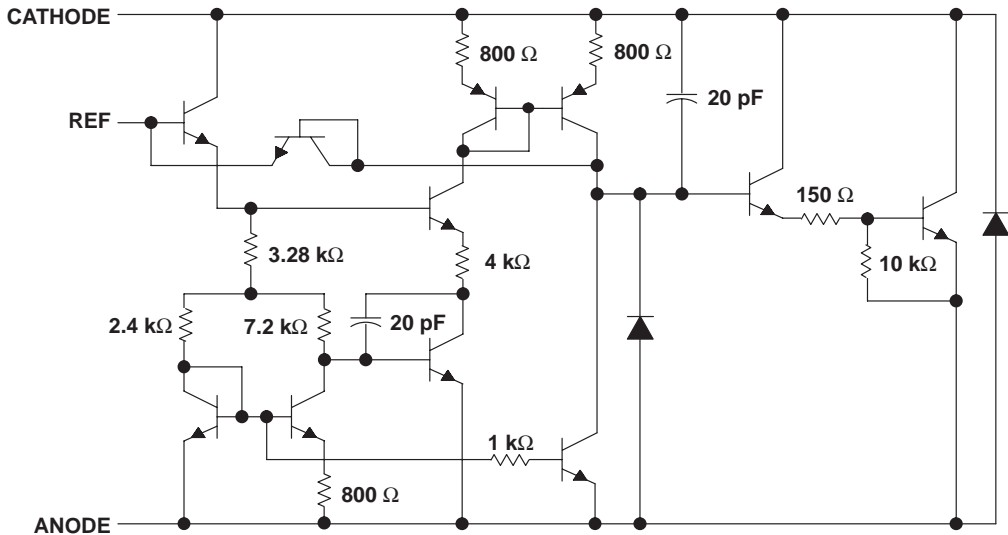 CATHODE
800 Ω
800 Ω
20 pF
REF
150 Ω
3.28 kΩ
4 kΩ
10 kΩ
2.4 kΩ
7.2 kΩ
20 pF
1 kΩ
800 Ω
ANODE